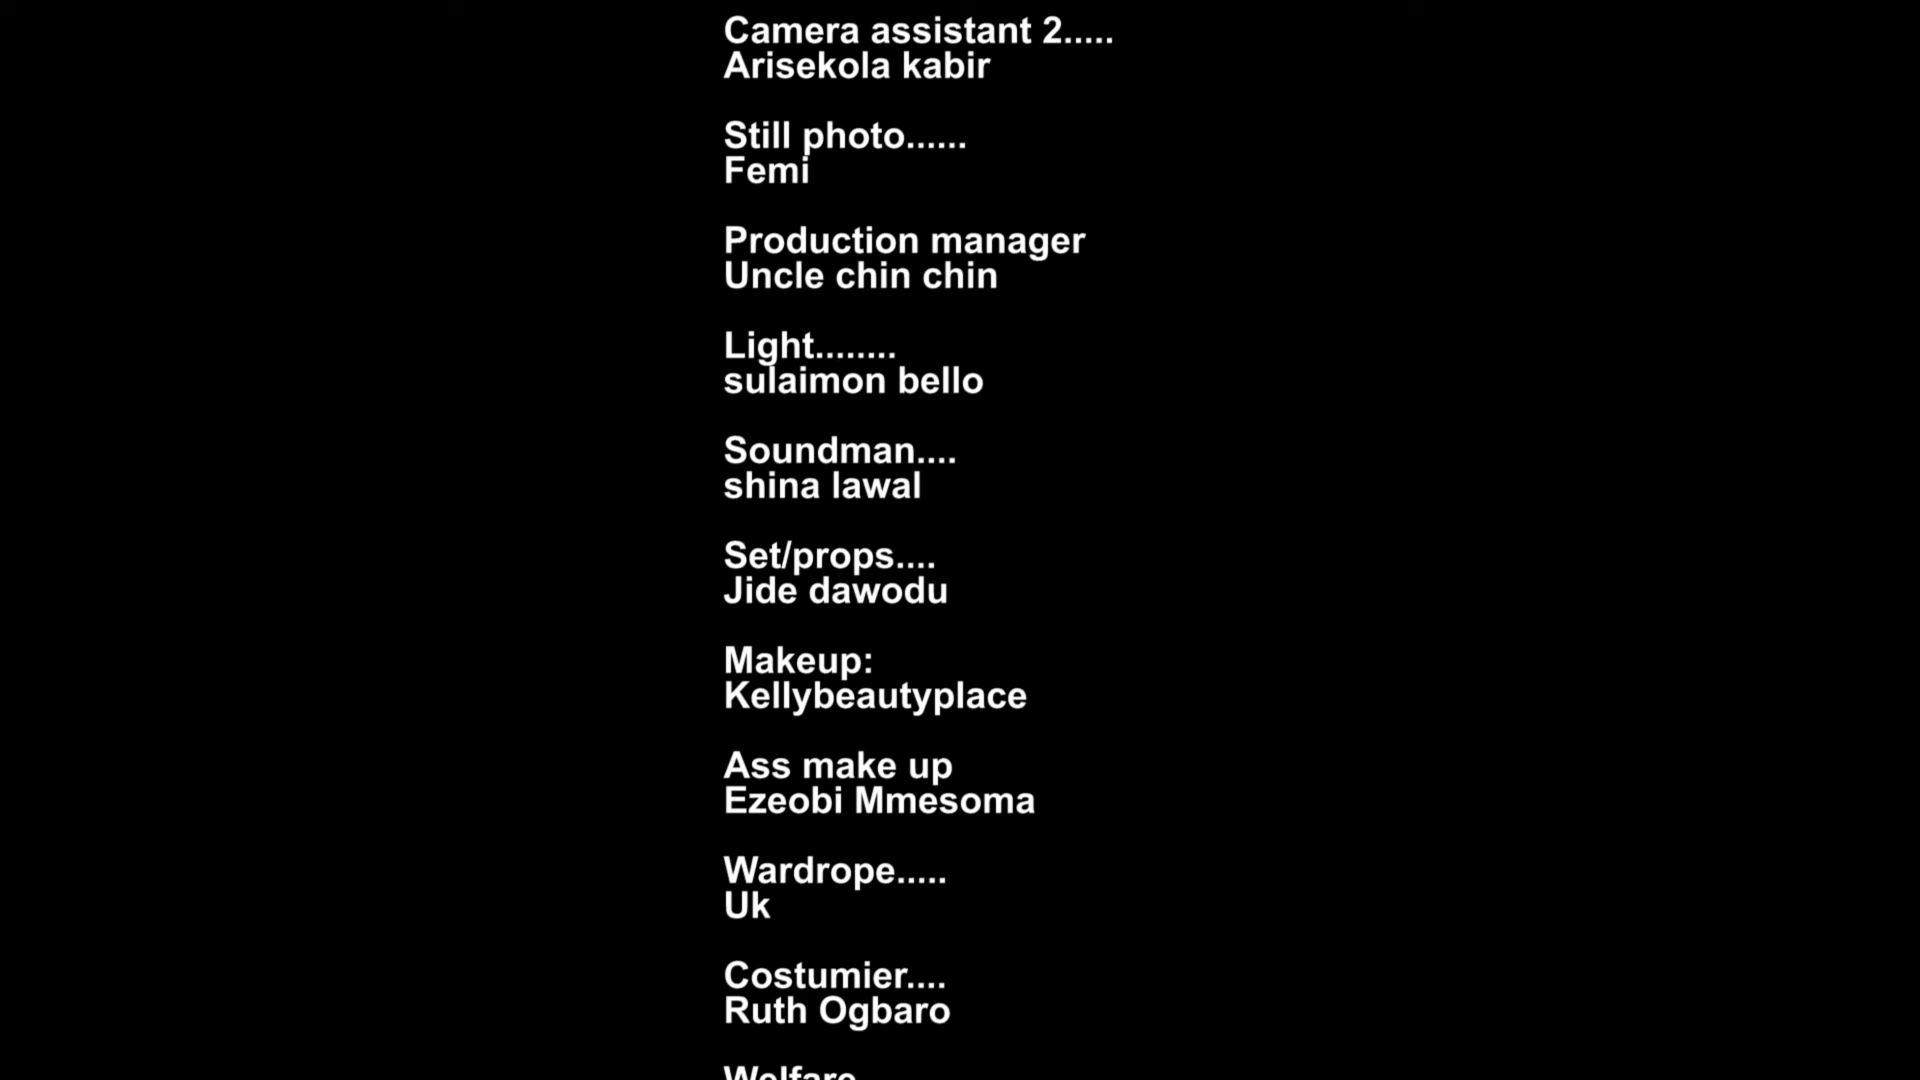 Camera assistant 2.....
Arisekola kabir
Still photo......
Femi
Production manager
Uncle chin chin
Light........
sulaimon bello
Soundman....
shina lawal
Set/props....
Jide dawodu
Makeup:
Kellybeautyplace
Ass make up
Ezeobi Mmesoma
Wardrope.....
Uk
Costumier....
Ruth Ogbaro
Welfare